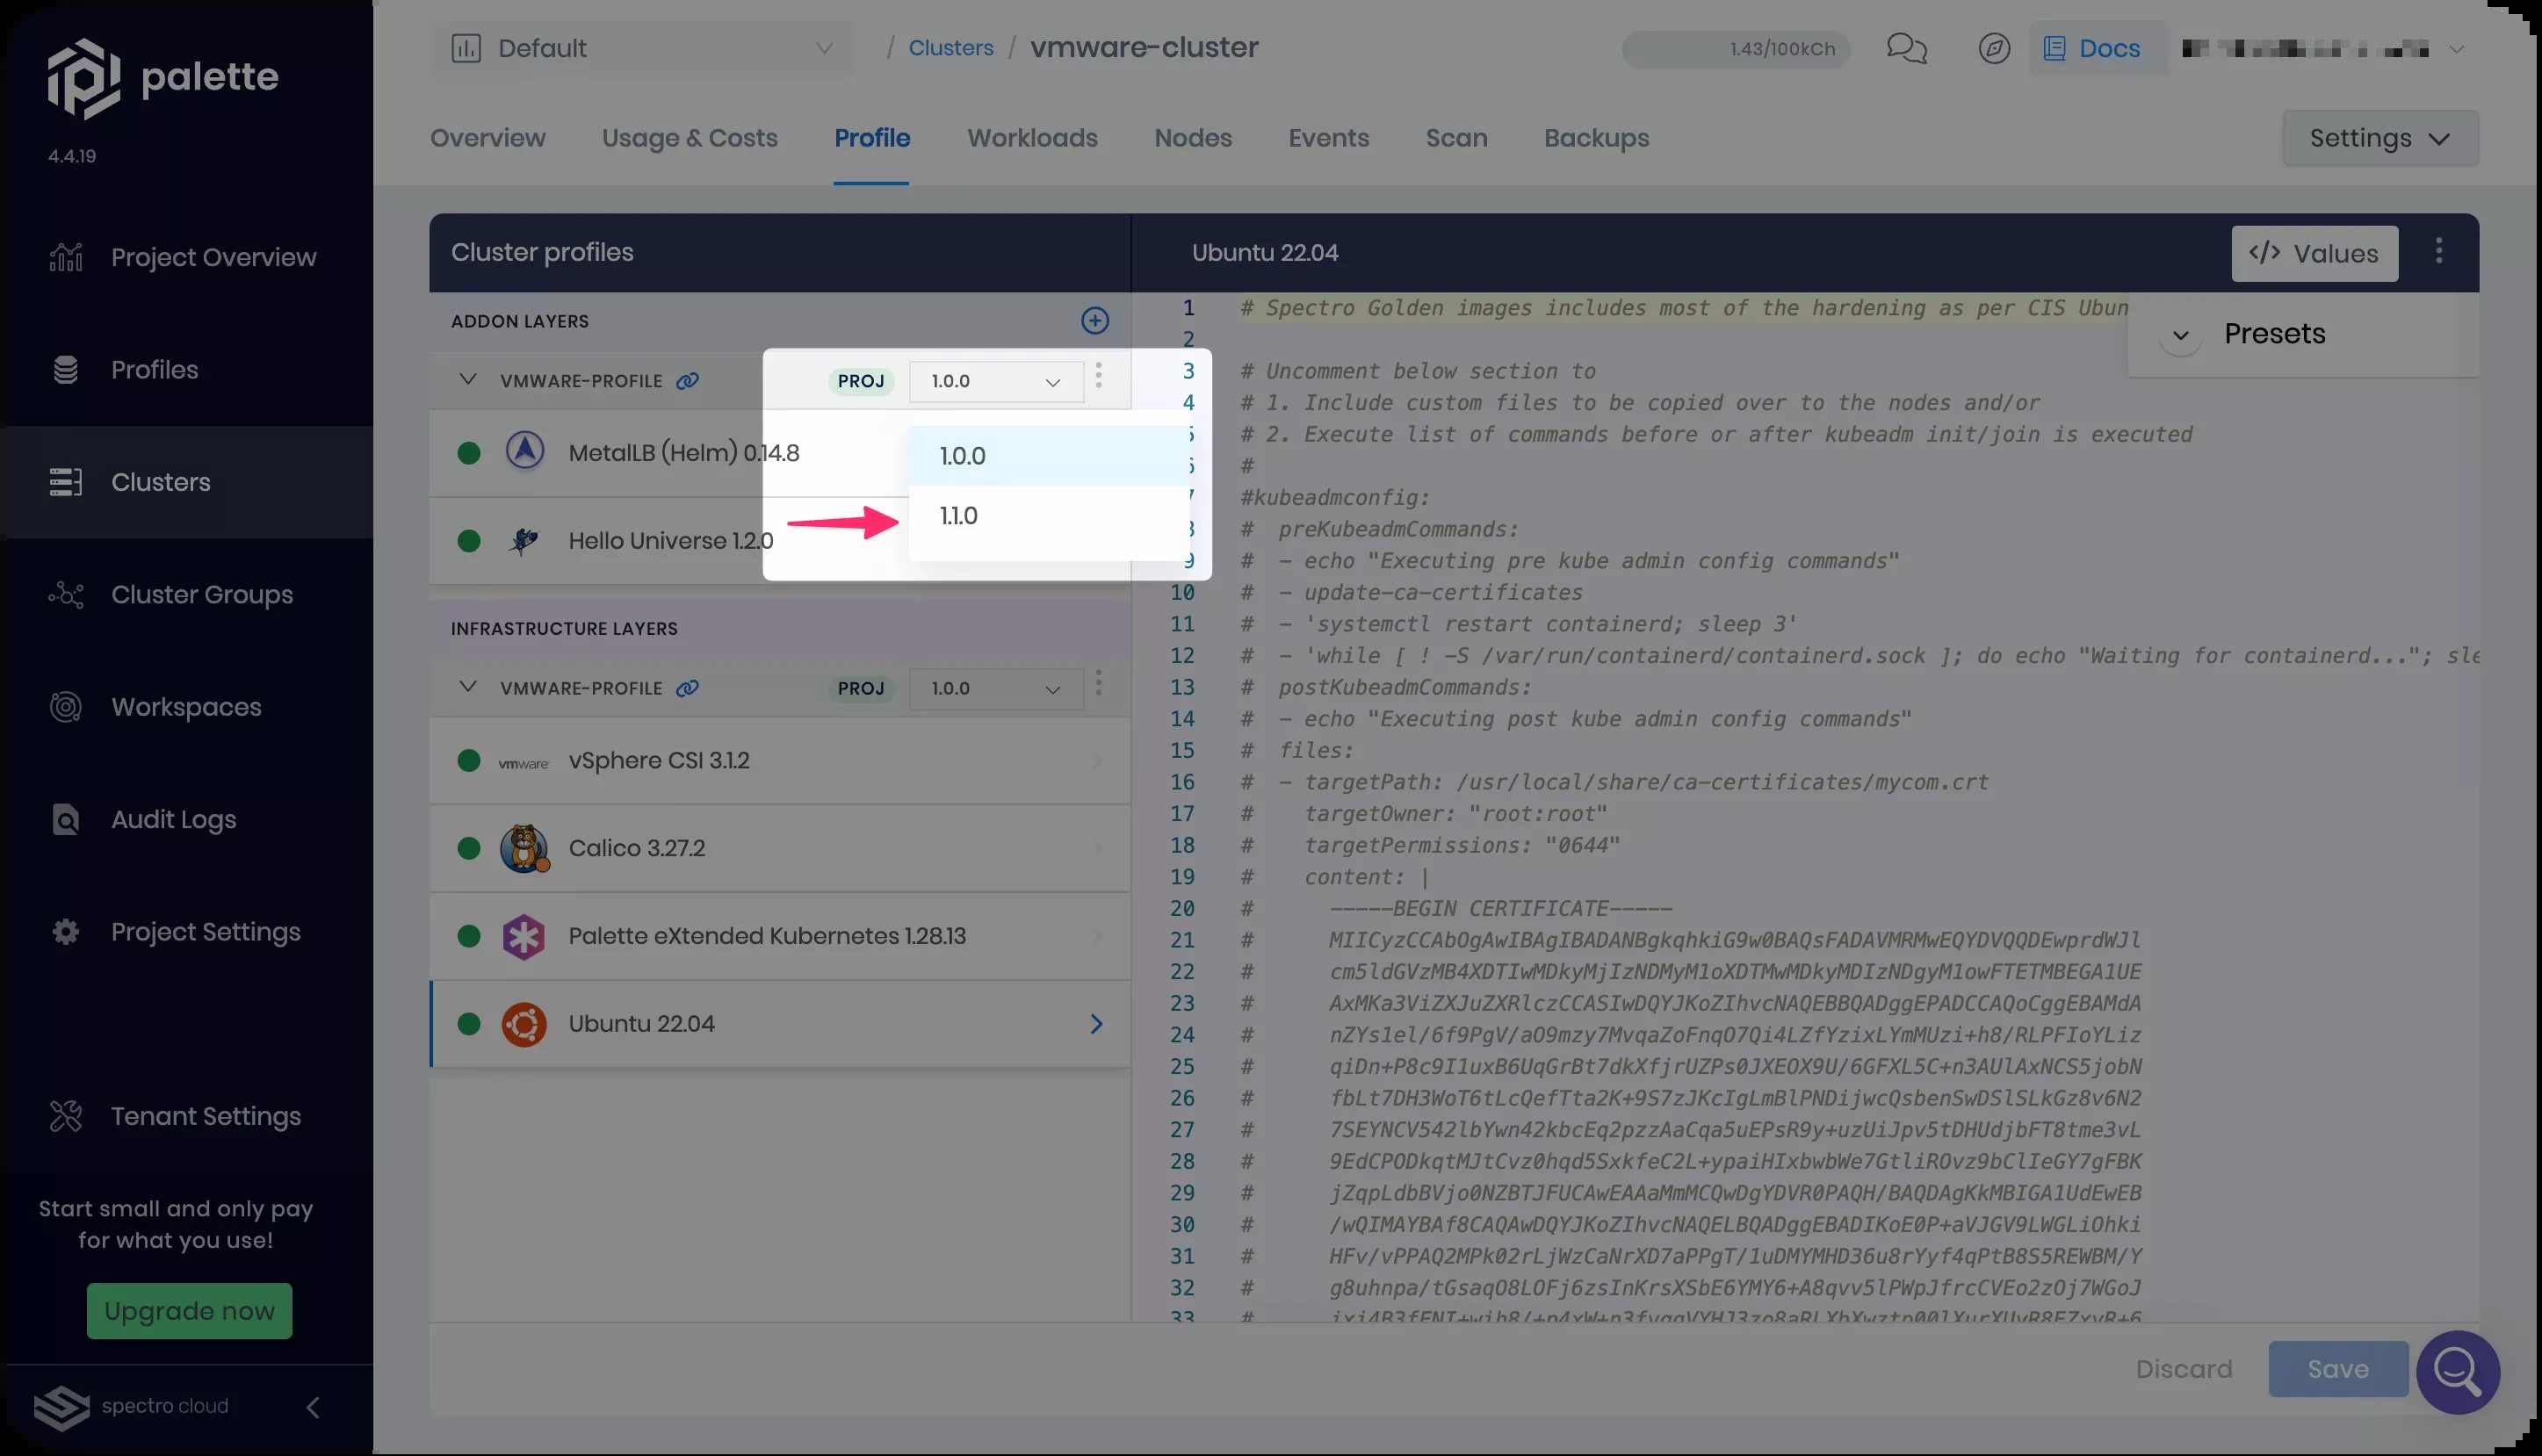 palette
4.4.19
Project Overview
Profiles
Clusters
Cluster Groups
Workspaces
Audit Logs
Project Settings
Tenant Settings
Start small and only pay
for what you use!
Upgrade now
spectro cloud
Default
/ Clusters / vmware-cluster
1.43/100kCh
Docs
Overview
Usage & Costs
Profile
Workloads
Nodes
Events
Scan
Backups
Settings
Cluster profiles
ADDON LAYERS
VMWARE-PROFILE
PROJ
1.0.0
1.0.0
1.1.0
MetalLB (Helm) 0.14.8
Hello Universe 1.2.0
INFRASTRUCTURE LAYERS
VMWARE-PROFILE
PROJ
1.0.0
vmware
vSphere CSI 3.1.2
Calico 3.27.2
Palette eXtended Kubernetes 1.28.13
Ubuntu 22.04
Ubuntu 22.04
</> Values
Presets
1 # Spectro Golden images includes most of the hardening as per CIS Ubun
2
3 # Uncomment below section to
4 # 1. Include custom files to be copied over to the nodes and/or
5 # 2. Execute list of commands before or after kubeadm init/join is executed
6 #
7 #kubeadmconfig:
8 #  preKubeadmCommands:
9 #  - echo "Executing pre kube admin config commands"
10 #  - update-ca-certificates
11 #  - 'systemctl restart containerd; sleep 3'
12 #  - 'while [ ! -S /var/run/containerd/containerd.sock ]; do echo "Waiting for containerd..."; sle
13 #  postKubeadmCommands:
14 #  - echo "Executing post kube admin config commands"
15 #  files:
16 #  - targetPath: /usr/local/share/ca-certificates/mycom.crt
17 #    targetOwner: "root:root"
18 #    targetPermissions: "0644"
19 #    content: |
20 #      -----BEGIN CERTIFICATE-----
21 #      MIICyzCCAbOgAwIBAgIBADANBgkqhkiG9w0BAQsFADAVMRMwEQYDVQQDEwprdWJl
22 #      cm5ldGVzMB4XDTIwMDkyMjIzNDMyM1oXDTMwMDkyMDIzNDgyM1owFTETMBEGA1UE
23 #      AxMKa3ViZXJuZXRlczCCASIwDQYJKoZIhvcNAQEBBQADggEPADCCAQoCggEBAMdA
24 #      nZYs1el/6f9PgV/aO9mzy7MvqaZoFnqO7Qi4LZfYzixLYmMUzi+h8/RLPFIoYLiz
25 #      qiDn+P8c9I1uxB6UqGrBt7dkXfjrUZPs0JXEOX9U/6GFXL5C+n3AUlAxNCS5jobN
26 #      fbLt7DH3WoT6tLcQefTta2K+9S7zJKcIgLmBlPNDijwcQsbenSwDSlSLkGz8v6N2
27 #      7SEYNCV542lbYwn42kbcEq2pzzAaCqa5uEPsR9y+uzUiJpv5tDHUdjbFT8tme3vL
28 #      9EdCPODkqtMJtCvz0hqd5SxkfeC2L+ypaiHIxbwbWe7GtliROvz9bClIeGY7gFBK
29 #      jZqpLdbBVjo0NZBTJFUCAwEAAaMmMCQwDgYDVR0PAQH/BAQDAgKkMBIGA1UdEwEB
30 #      /wQIMAYBAf8CAQAwDQYJKoZIhvcNAQELBQADggEBADIKoE0P+aVJGV9LWGLiOhki
31 #      HFv/vPPAQ2MPk02rLjWzCaNrXD7aPPgT/1uDMYMHD36u8rYyf4qPtB8S5REWBM/Y
32 #      g8uhnpa/tGsaqO8LOFj6zsInKrsXSbE6YMY6+A8qvv5lPWpJfrcCVEo2zOj7WGoJ
33 #
Discard
Save